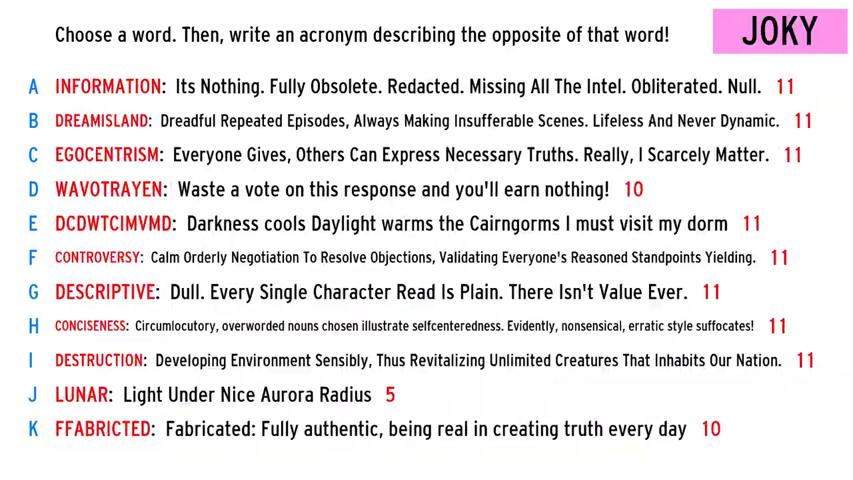 Choose a word. Then, write an acronym describing the opposite of that word!
JOKY
A INFORMATION: Its Nothing. Fully Obsolete. Redacted. Missing All The Intel. Obliterated. Null. 11
B DREAMISLAND: Dreadful Repeated Episodes, Always Making Insufferable Scenes. Lifeless And Never Dynamic. 11
C EGOCENTRISM: Everyone Gives, Others Can Express Necessary Truths. Really, I Scarcely Matter. 11
D WAVOTRAYEN: Waste a vote on this response and you'll earn nothing! 10
E DCDWTCIMVMD: Darkness cools Daylight warms the Cairngorms I must visit my dorm 11
F CONTROVERSY: Calm Orderly Negotiation To Resolve Objections, Validating Everyone's Reasoned Standpoints Yielding. 11
G DESCRIPTIVE: Dull. Every Single Character Read Is Plain. There Isn't Value Ever. 11
H CONCISENESS: Circumlocutory, overworded nouns chosen illustrate selfcenteredness. Evidently, nonsensical, erratic style suffocates! 11
I DESTRUCTION: Developing Environment Sensibly, Thus Revitalizing Unlimited Creatures That Inhabits Our Nation. 11
J LUNAR: Light Under Nice Aurora Radius 5
K FFABRICTED: Fabricated: Fully authentic, being real in creating truth every day 10